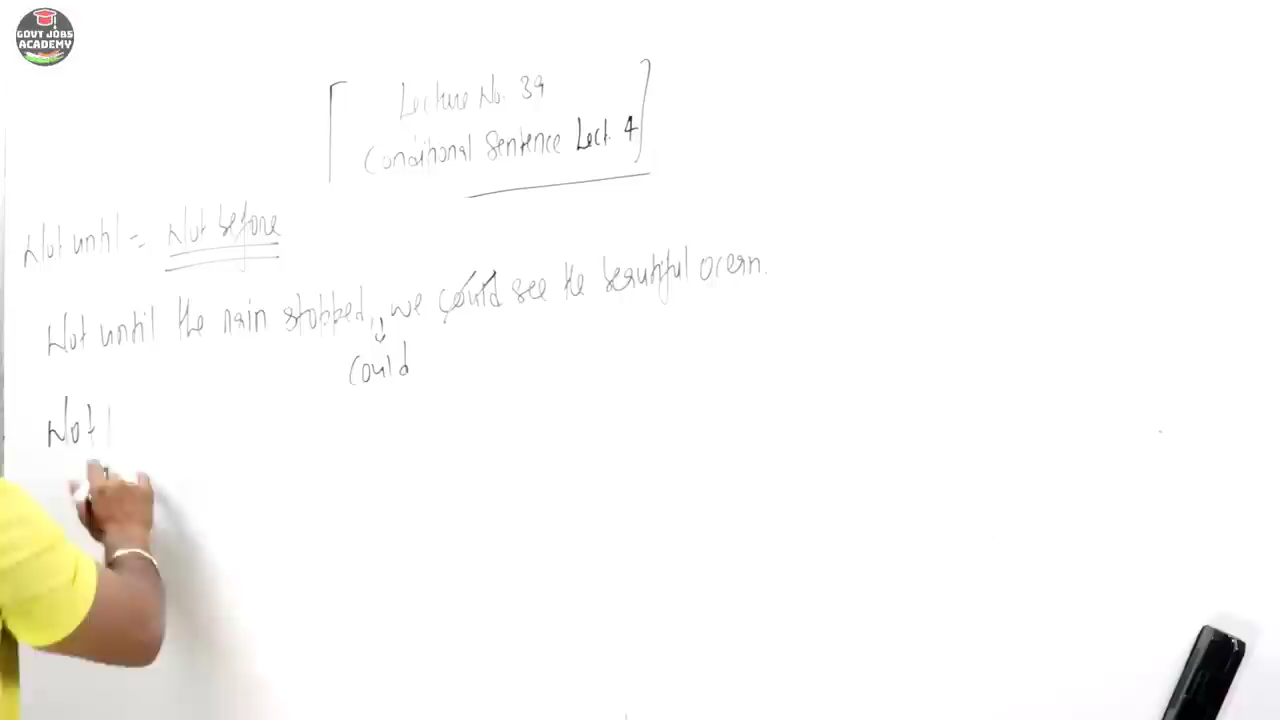 GOVT JOBS
ACADEMY
Lecture No. 39
Conditional Sentence Lect. 4
Not until = Not before
Not until the rain stopped, we could see the beautiful ocean.
could
Not